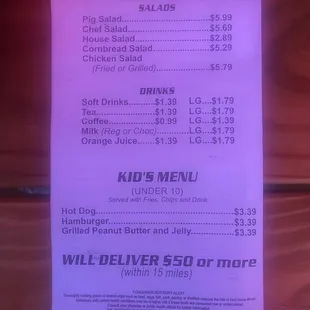 SALADS
Pig Salad..........$5.99
Chef Salad..........$5.69
House Salad..........$2.89
Cornbread Salad..........$5.29
Chicken Salad
(Fried or Grilled)..........$5.79
DRINKS
Soft Drinks.......$1.39 LG....$1.79
Tea..........$1.39 LG....$1.79
Coffee..........$0.99 LG....$1.39
Milk (Reg or Choc)..........LG....$1.79
Orange Juice.....$1.39 LG....$1.79
KID'S MENU
(UNDER 10)
Served with Fries, Chips and Drink
Hot Dog..........$3.39
Hamburger..........$3.39
Grilled Peanut Butter and Jelly..........$3.39
WILL DELIVER $50 or more
(within 15 miles)